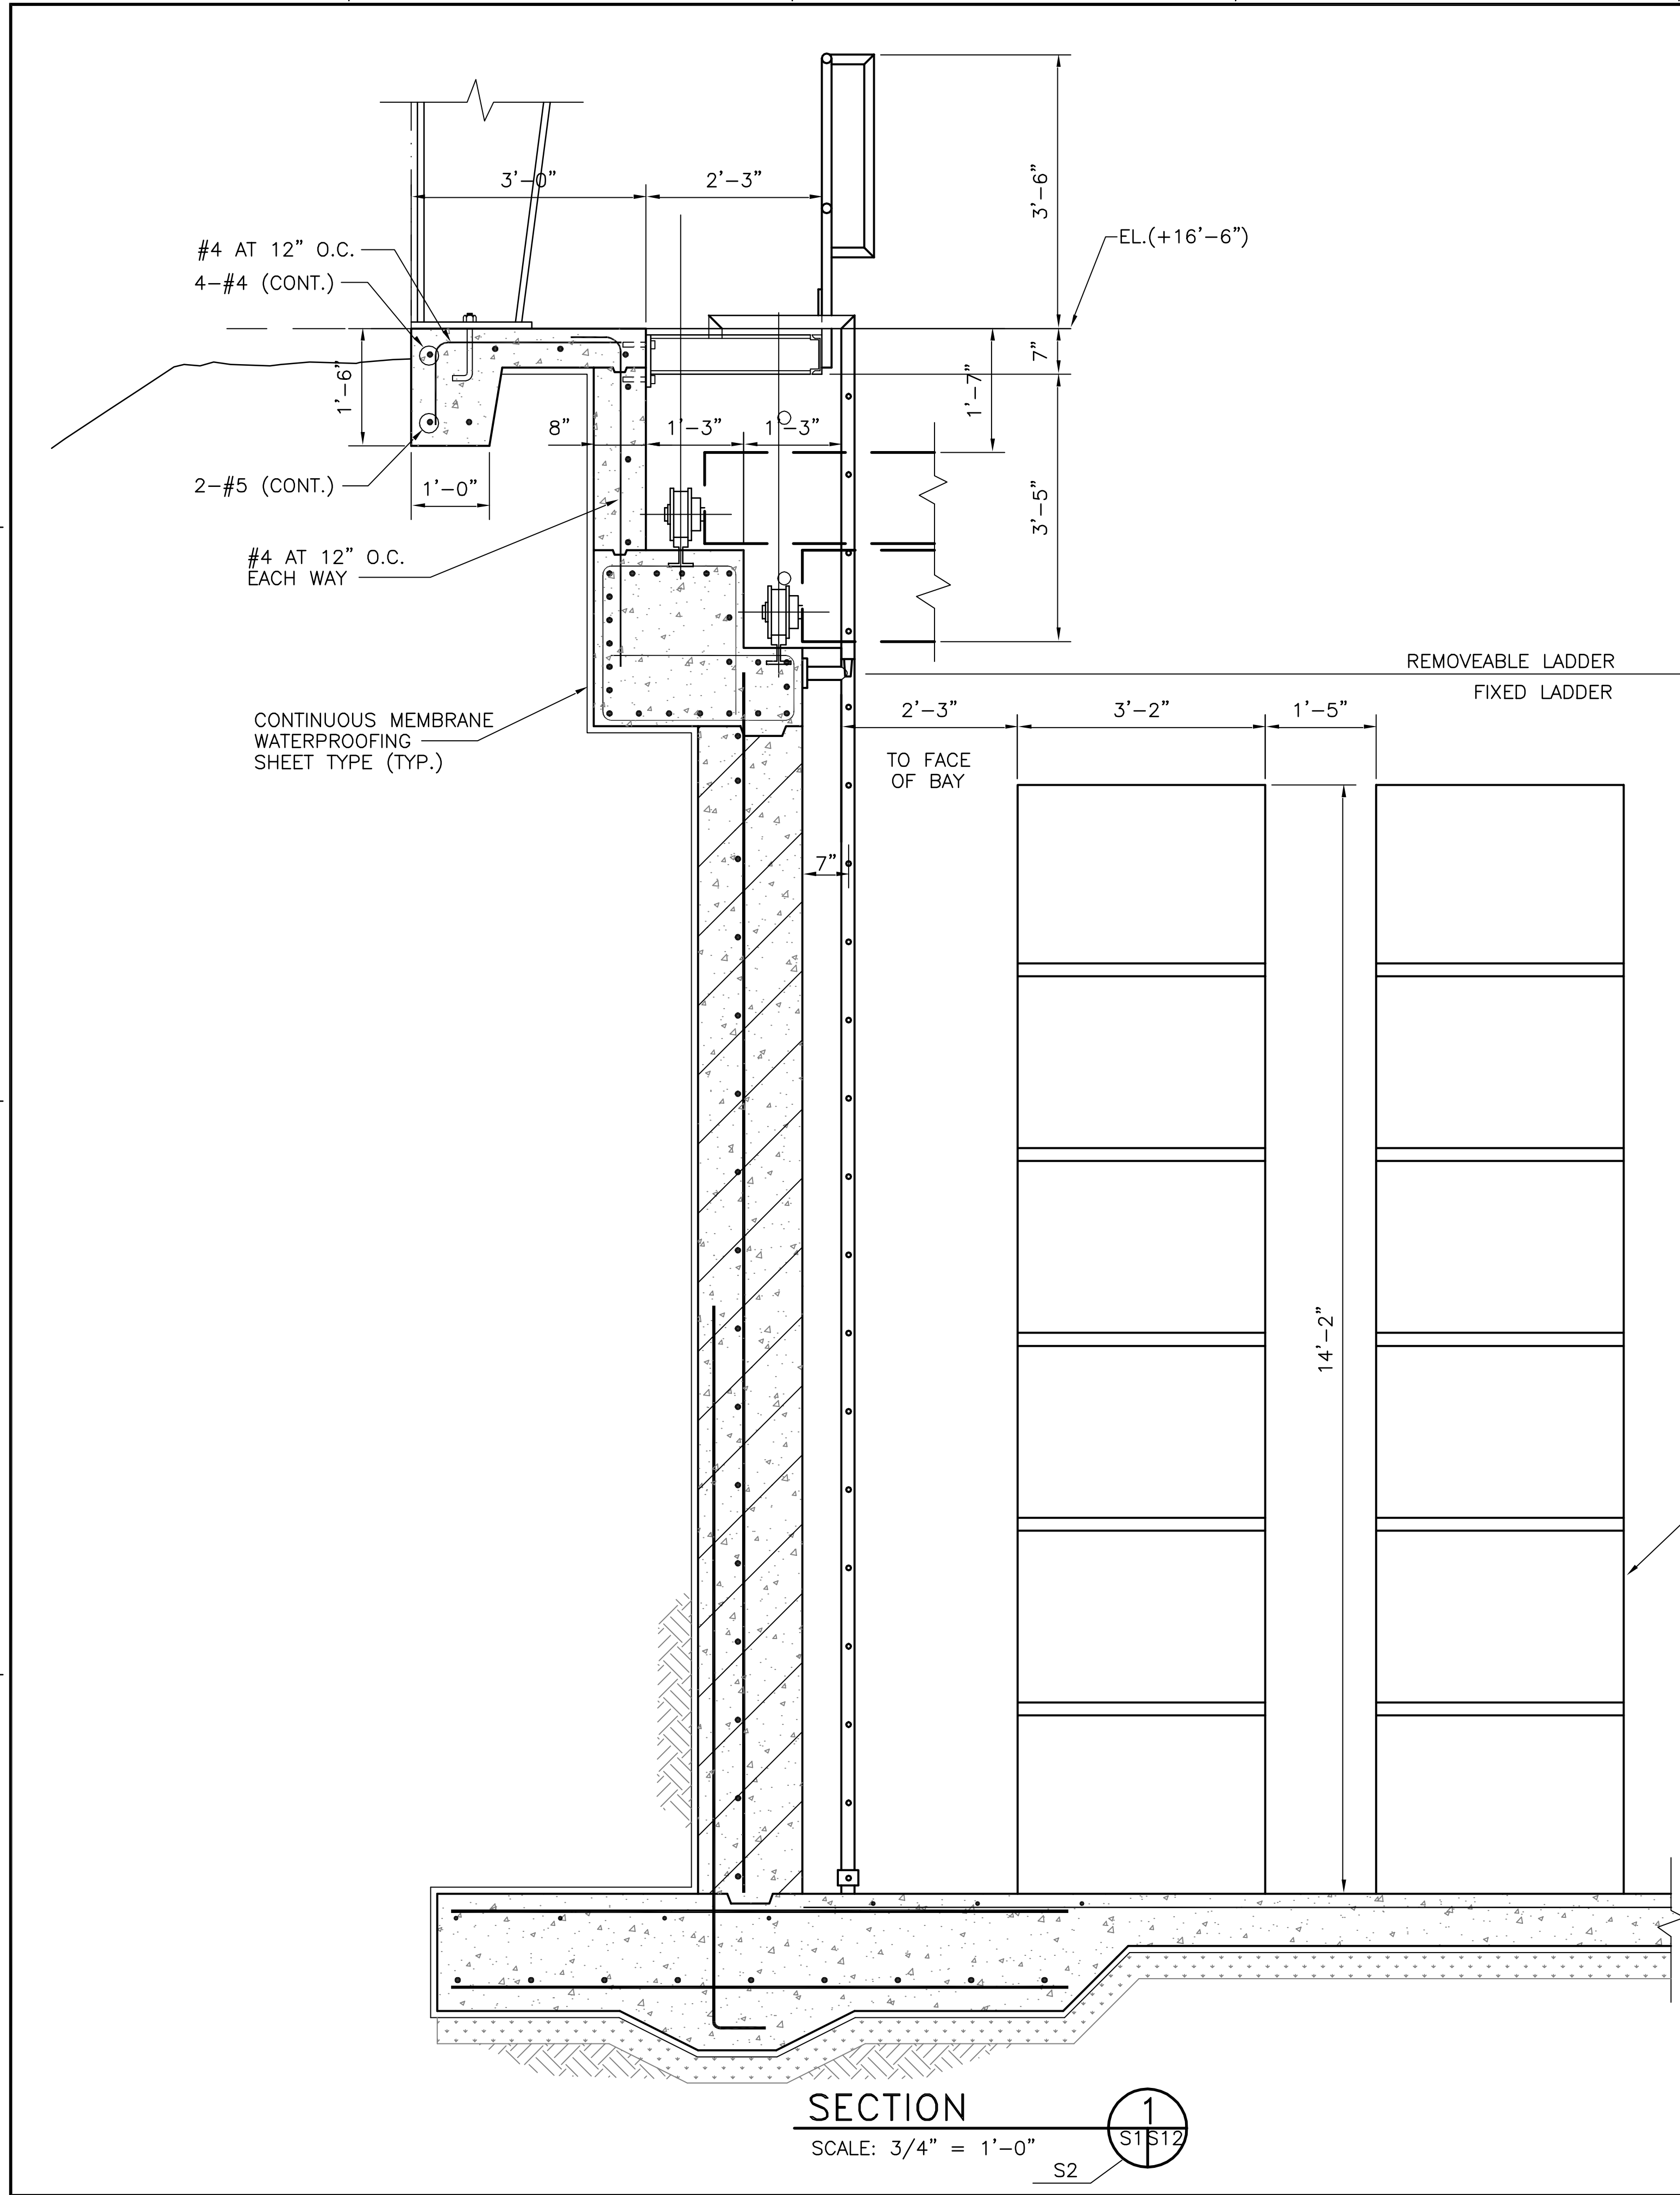 3'-0"
2'-3"
3'-6"
#4 AT 12" O.C.
4-#4 (CONT.)
EL.(+16'-6")
1'-6"
7"
1'-7"
8"
1'-3"
1'-3"
2-#5 (CONT.)
1'-0"
3'-5"
#4 AT 12" O.C.
EACH WAY
REMOVEABLE LADDER
FIXED LADDER
CONTINUOUS MEMBRANE
WATERPROOFING
SHEET TYPE (TYP.)
2'-3"
3'-2"
1'-5"
TO FACE
OF BAY
7"
14'-2"
SECTION
SCALE: 3/4" = 1'-0"
1
S1 S12
S2